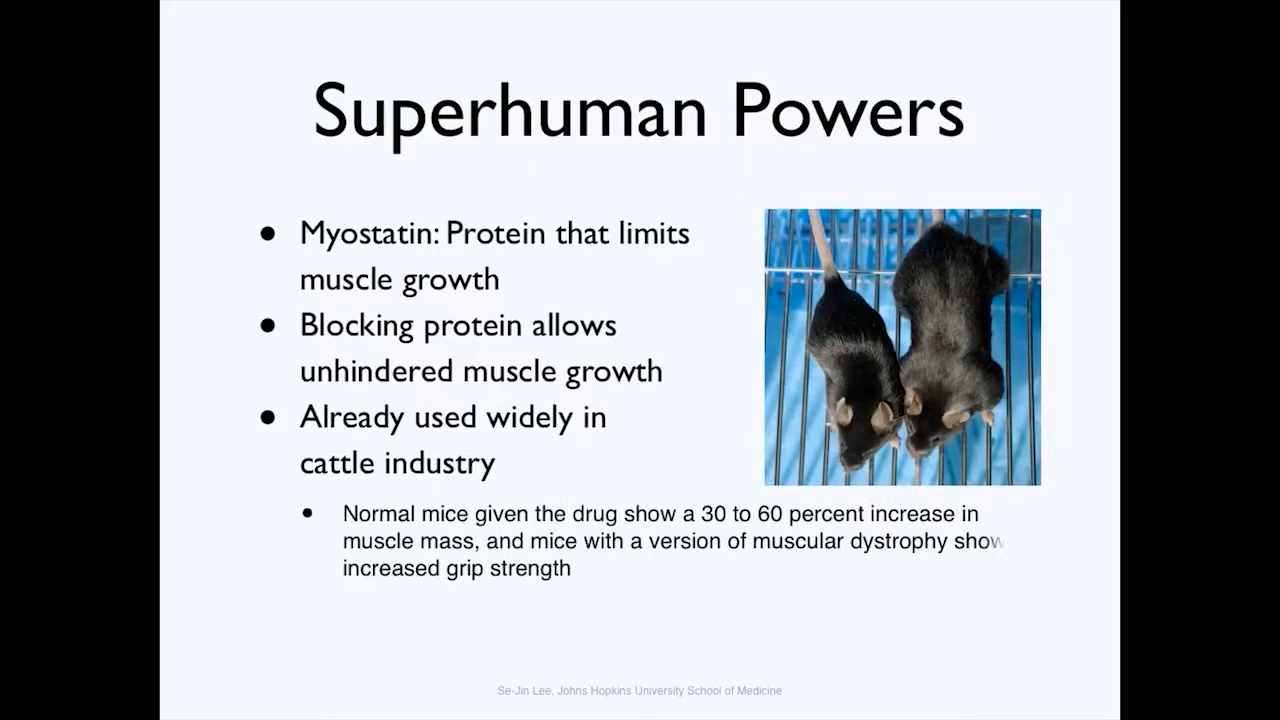 Superhuman Powers
• Myostatin: Protein that limits
muscle growth
• Blocking protein allows
unhindered muscle growth
• Already used widely in
cattle industry
• Normal mice given the drug show a 30 to 60 percent increase in
muscle mass, and mice with a version of muscular dystrophy show
increased grip strength
Se-Jin Lee, Johns Hopkins University School of Medicine